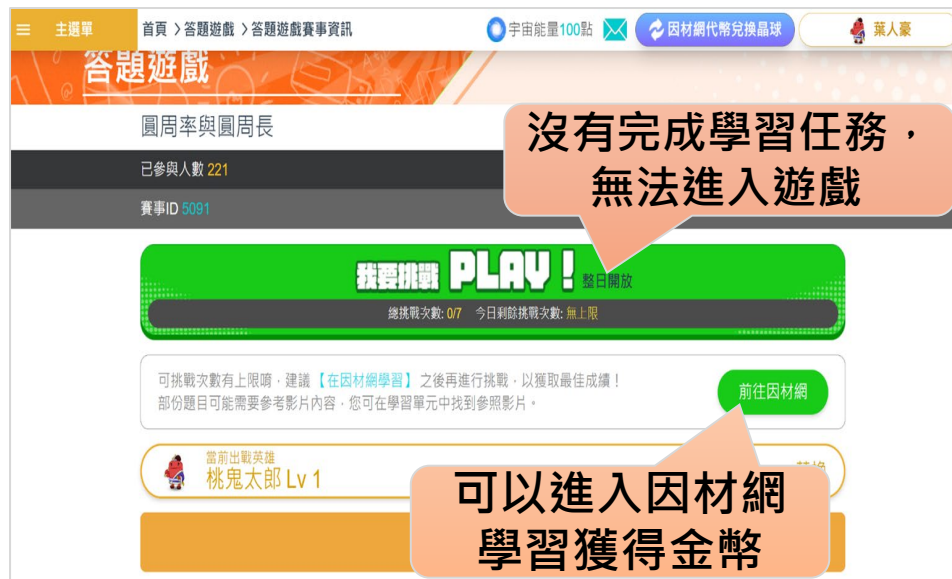 主選單
首頁 〉答題遊戲 〉答題遊戲賽事資訊
宇宙能量100點
因材網代幣兌換晶球
葉人豪
答題遊戲
圓周率與圓周長
已參與人數 221
賽事ID 5091
沒有完成學習任務，
無法進入遊戲
我要挑戰 PLAY！ 整日開放
總挑戰次數: 0/7 今日剩餘挑戰次數: 無上限
可挑戰次數有上限唷，建議【在因材網學習】之後再進行挑戰，以獲取最佳成績！
部份題目可能需要參考影片內容，您可在學習單元中找到參照影片。
前往因材網
當前出戰英雄
桃鬼太郎 Lv 1
可以進入因材網
學習獲得金幣